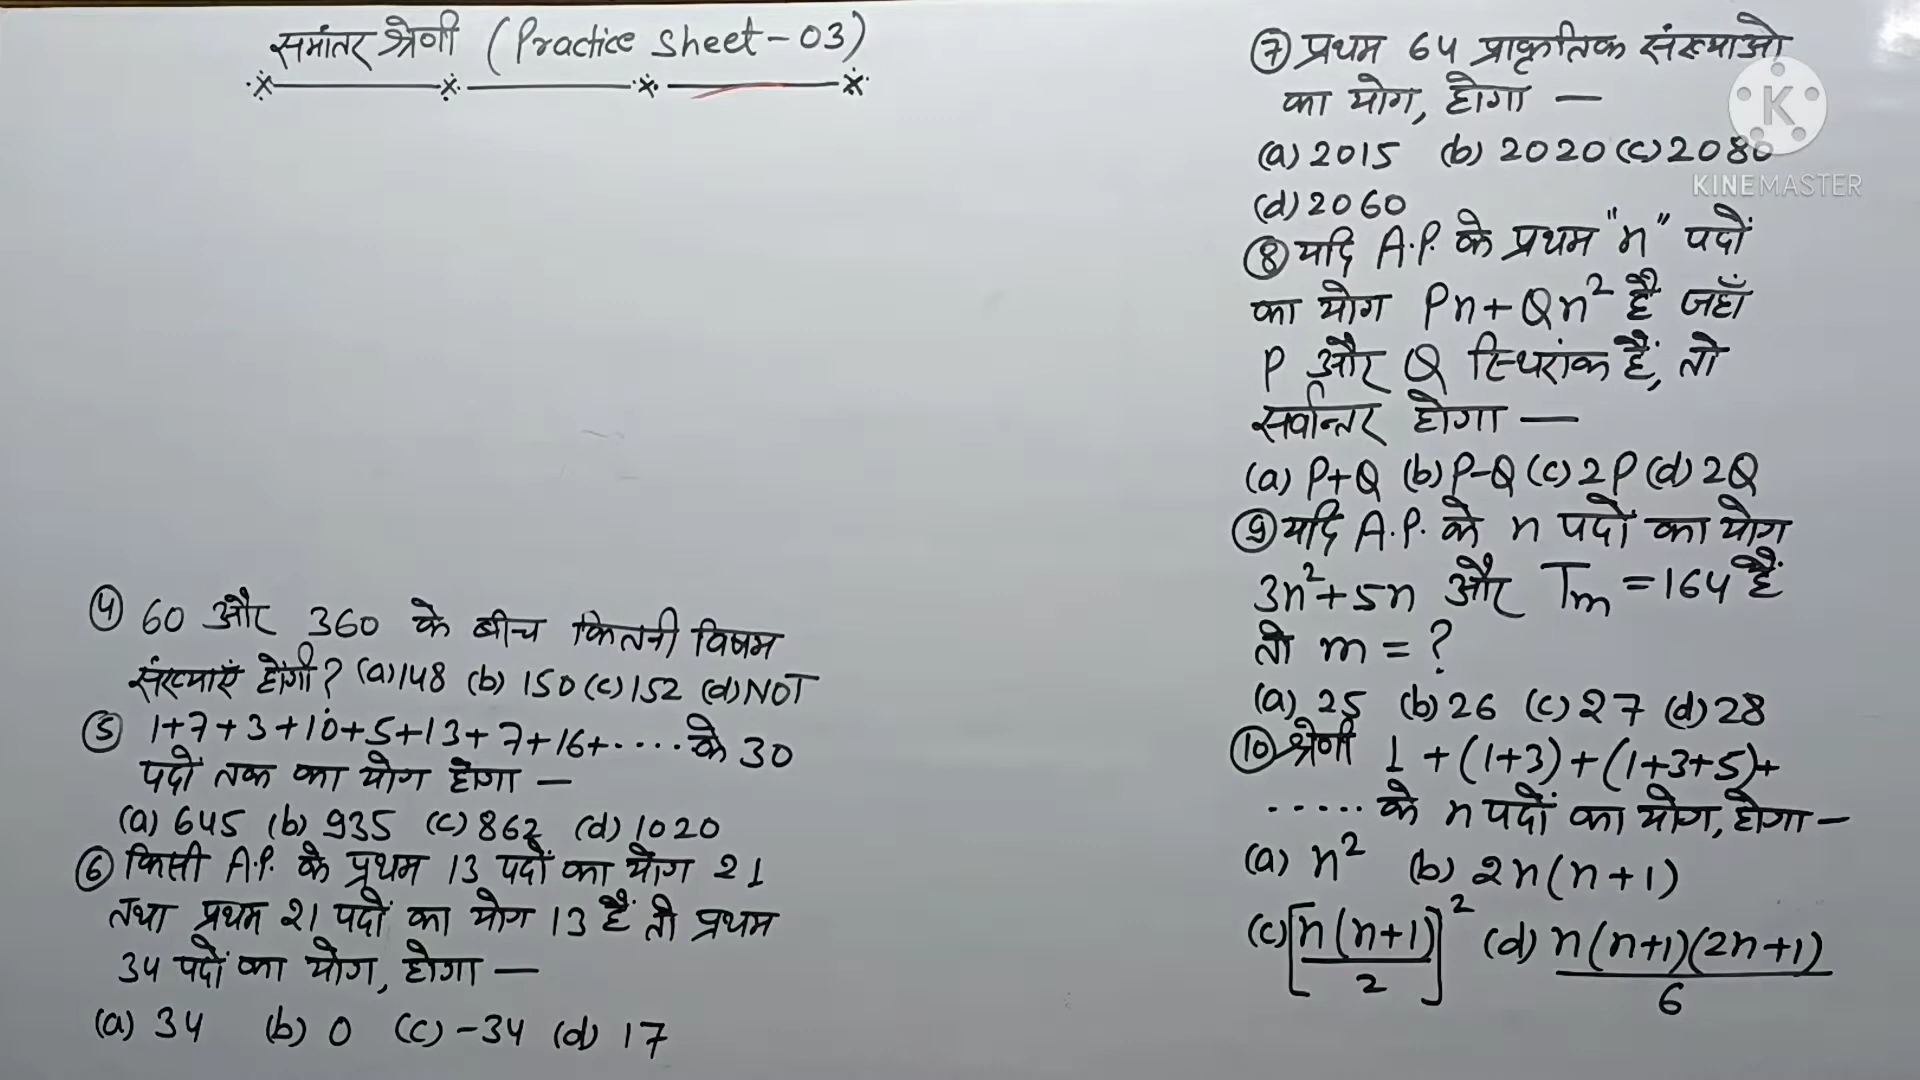 समांतर श्रेणी (Practice Sheet-03)
④ 60 और 360 के बीच कितनी विषम
संख्याएं होंगी? (a) 148 (b) 150 (c) 152 (d) NOT
⑤ 1+7+3+10+5+13+7+16+..... के 30
पदों तक का योग होगा —
(a) 645 (b) 935 (c) 862 (d) 1020
⑥ किसी A.P. के प्रथम 13 पदों का योग 21
तथा प्रथम 21 पदों का योग 13 है तो प्रथम
34 पदों का योग, होगा —
(a) 34 (b) 0 (c) -34 (d) 17
⑦ प्रथम 64 प्राकृतिक संख्याओ
का योग, होगा —
(a) 2015 (b) 2020 (c) 2080
(d) 2060
⑧ यदि A.P. के प्रथम "n" पदों
का योग Pn+Qn² है जहाँ
P और Q स्थिरांक हैं, तो
सर्वान्तर होगा —
(a) P+Q (b) P-Q (c) 2P (d) 2Q
⑨ यदि A.P. के n पदों का योग
3n²+5n और Tm = 164 हैं
तो m = ?
(a) 25 (b) 26 (c) 27 (d) 28
⑩ श्रेणी 1 + (1+3) + (1+3+5)+
..... के n पदों का योग, होगा —
(a) n² (b) 2n(n+1)
(c) [n(n+1)/2]² (d) n(n+1)(2n+1)/6
K
KINEMASTER